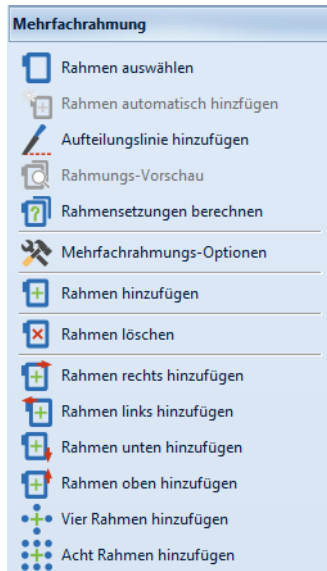 Mehrfachrahmung
Rahmen auswählen
Rahmen automatisch hinzfügen
Aufteilungslinie hinzufügen
Rahmungs-Vorschau
Rahmensetzungen berechnen
Mehrfachrahmungs-Optionen
Rahmen hinzufügen
Rahmen löschen
Rahmen rechts hinzufügen
Rahmen links hinzufügen
Rahmen unten hinzufügen
Rahmen oben hinzufügen
Vier Rahmen hinzufügen
Acht Rahmen hinzufügen